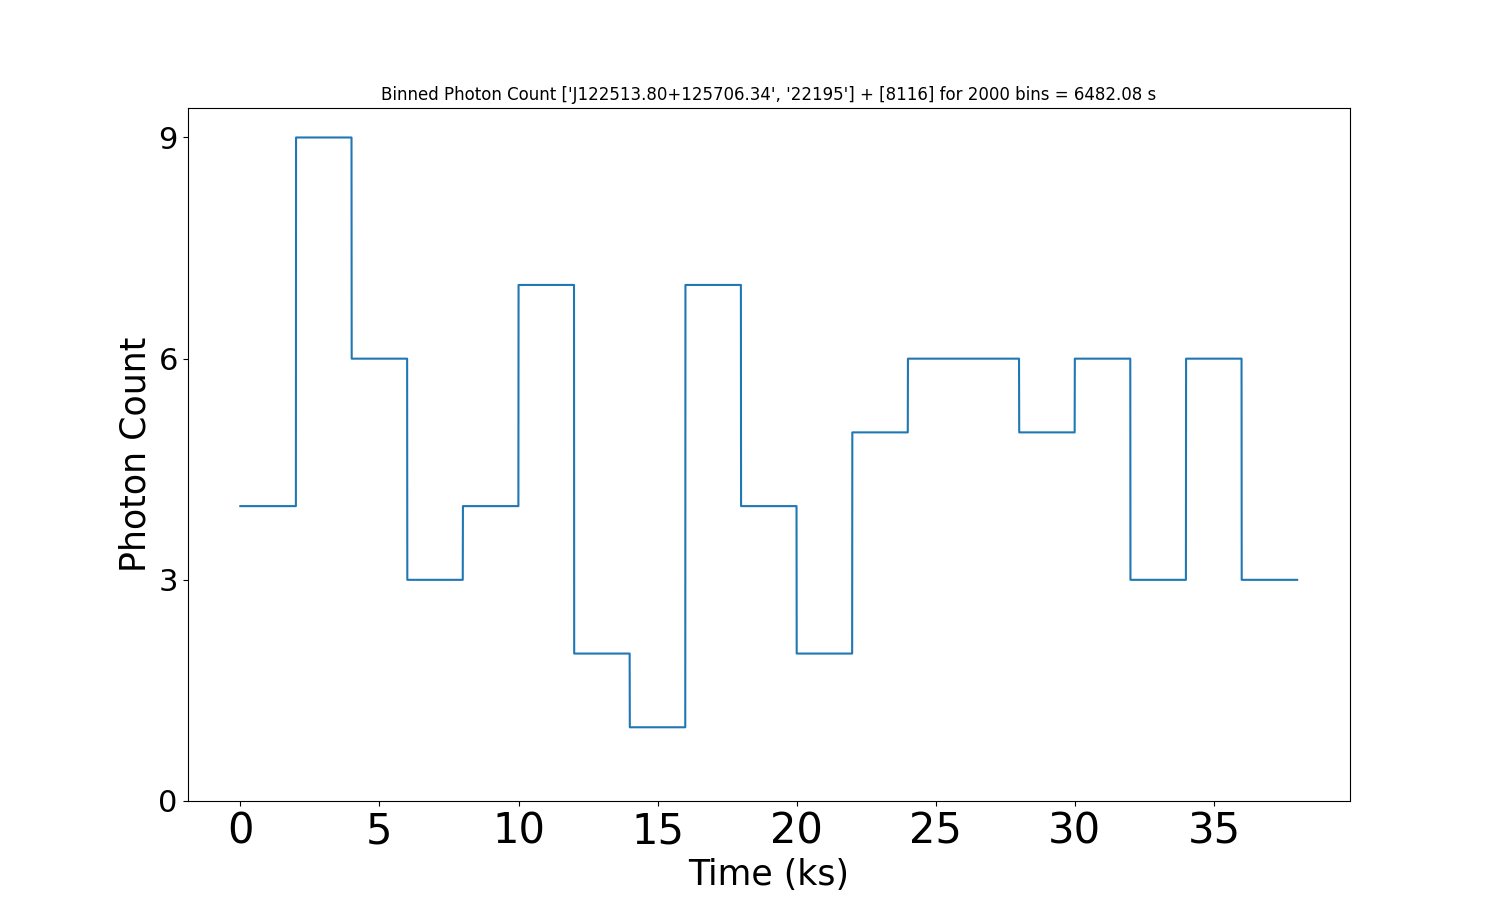 Binned Photon Count ['J122513.80+125706.34', '22195'] + [8116] for 2000 bins = 6482.08 s
9
6
3
0
Photon Count
0 5 10 15 20 25 30 35
Time (ks)